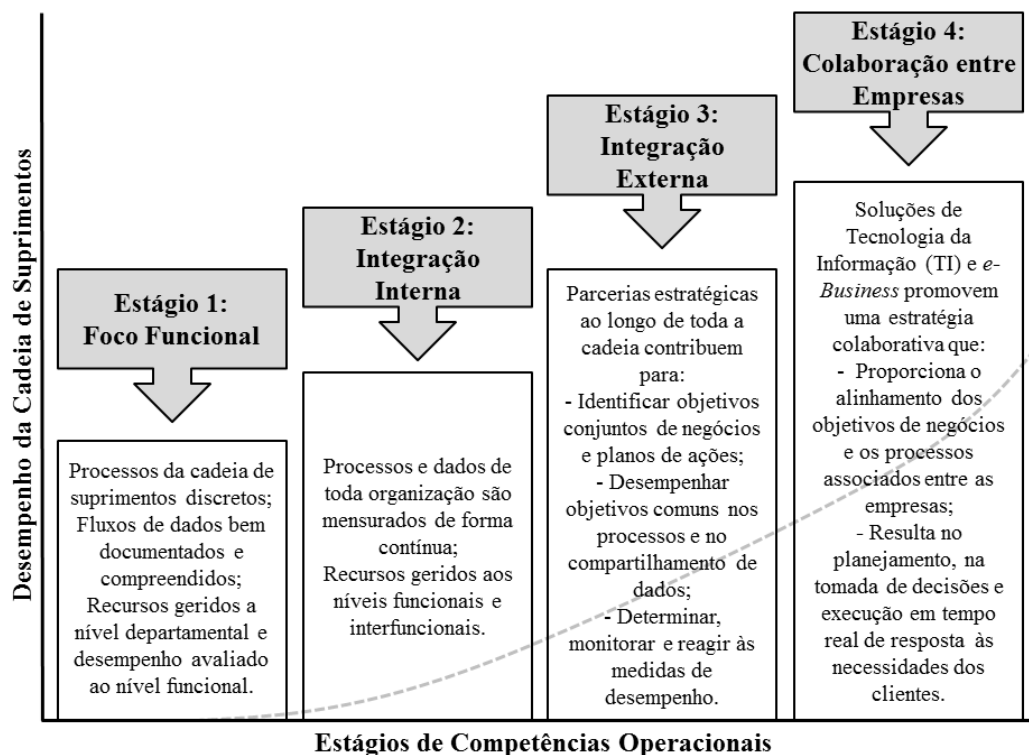 Desempenho da Cadeia de Suprimentos
Estágio 1:
Foco Funcional
Processos da cadeia de
suprimentos discretos;
Fluxos de dados bem
documentados e
compreendidos;
Recursos geridos a
nível departamental e
desempenho avaliado
ao nível funcional.
Estágio 2:
Integração
Interna
Processos e dados de
toda organização são
mensurados de forma
contínua;
Recursos geridos aos
níveis funcionais e
interfuncionais.
Estágio 3:
Integração
Externa
Parcerias estratégicas
ao longo de toda a
cadeia contribuem
para:
- Identificar objetivos
conjuntos de negócios
e planos de ações;
- Desempenhar
objetivos comuns nos
processos e no
compartilhamento de
dados;
- Determinar,
monitorar e reagir às
medidas de
desempenho.
Estágio 4:
Colaboração entre
Empresas
Soluções de
Tecnologia da
Informação (TI) e e-
Business promovem
uma estratégia
colaborativa que:
- Proporciona o
alinhamento dos
objetivos de negócios
e os processos
associados entre as
empresas;
- Resulta no
planejamento, na
tomada de decisões e
execução em tempo
real de resposta às
necessidades dos
clientes.
Estágios de Competências Operacionais